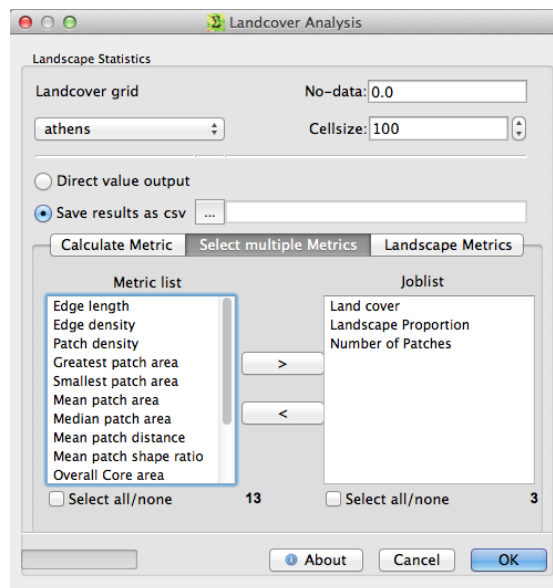 Landcover Analysis
Landscape Statistics
Landcover grid
No-data: 0.0
athens
Cellsize: 100
Direct value output
Save results as csv ...
Calculate Metric Select multiple Metrics Landscape Metrics
Metric list
Edge length
Edge density
Patch density
Greatest patch area
Smallest patch area
Mean patch area
Median patch area
Mean patch distance
Mean patch shape ratio
Overall Core area
Select all/none 13
>
<
Joblist
Land cover
Landscape Proportion
Number of Patches
Select all/none 3
About Cancel OK